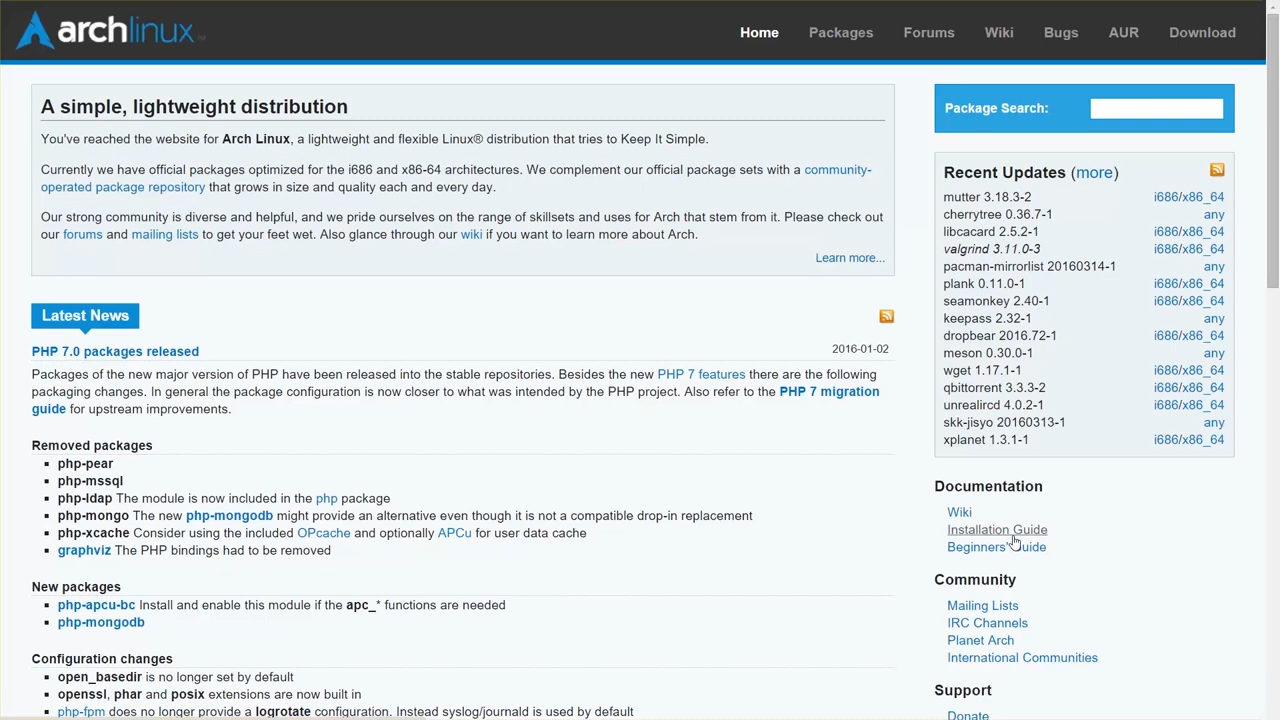 archlinux™
Home Packages Forums Wiki Bugs AUR Download
A simple, lightweight distribution
You've reached the website for Arch Linux, a lightweight and flexible Linux® distribution that tries to Keep It Simple.
Currently we have official packages optimized for the i686 and x86-64 architectures. We complement our official package sets with a community-
operated package repository that grows in size and quality each and every day.
Our strong community is diverse and helpful, and we pride ourselves on the range of skillsets and uses for Arch that stem from it. Please check out
our forums and mailing lists to get your feet wet. Also glance through our wiki if you want to learn more about Arch.
Learn more...
Latest News
PHP 7.0 packages released 2016-01-02
Packages of the new major version of PHP have been released into the stable repositories. Besides the new PHP 7 features there are the following
packaging changes. In general the package configuration is now closer to what was intended by the PHP project. Also refer to the PHP 7 migration
guide for upstream improvements.
Removed packages
php-pear
php-mssql
php-ldap The module is now included in the php package
php-mongo The new php-mongodb might provide an alternative even though it is not a compatible drop-in replacement
php-xcache Consider using the included OPcache and optionally APCu for user data cache
graphviz The PHP bindings had to be removed
New packages
php-apcu-bc Install and enable this module if the apc_* functions are needed
php-mongodb
Configuration changes
open_basedir is no longer set by default
openssl, phar and posix extensions are now built in
php-fpm does no longer provide a logrotate configuration. Instead syslog/journald is used by default
Package Search:
Recent Updates (more)
mutter 3.18.3-2 i686/x86_64
cherrytree 0.36.7-1 any
libcacard 2.5.2-1 i686/x86_64
valgrind 3.11.0-3 i686/x86_64
pacman-mirrorlist 20160314-1 any
plank 0.11.0-1 i686/x86_64
seamonkey 2.40-1 i686/x86_64
keepass 2.32-1 any
dropbear 2016.72-1 i686/x86_64
meson 0.30.0-1 any
wget 1.17.1-1 i686/x86_64
qbittorrent 3.3.3-2 i686/x86_64
unrealircd 4.0.2-1 i686/x86_64
skk-jisyo 20160313-1 any
xplanet 1.3.1-1 i686/x86_64
Documentation
Wiki
Installation Guide
Beginners' Guide
Community
Mailing Lists
IRC Channels
Planet Arch
International Communities
Support
Donate